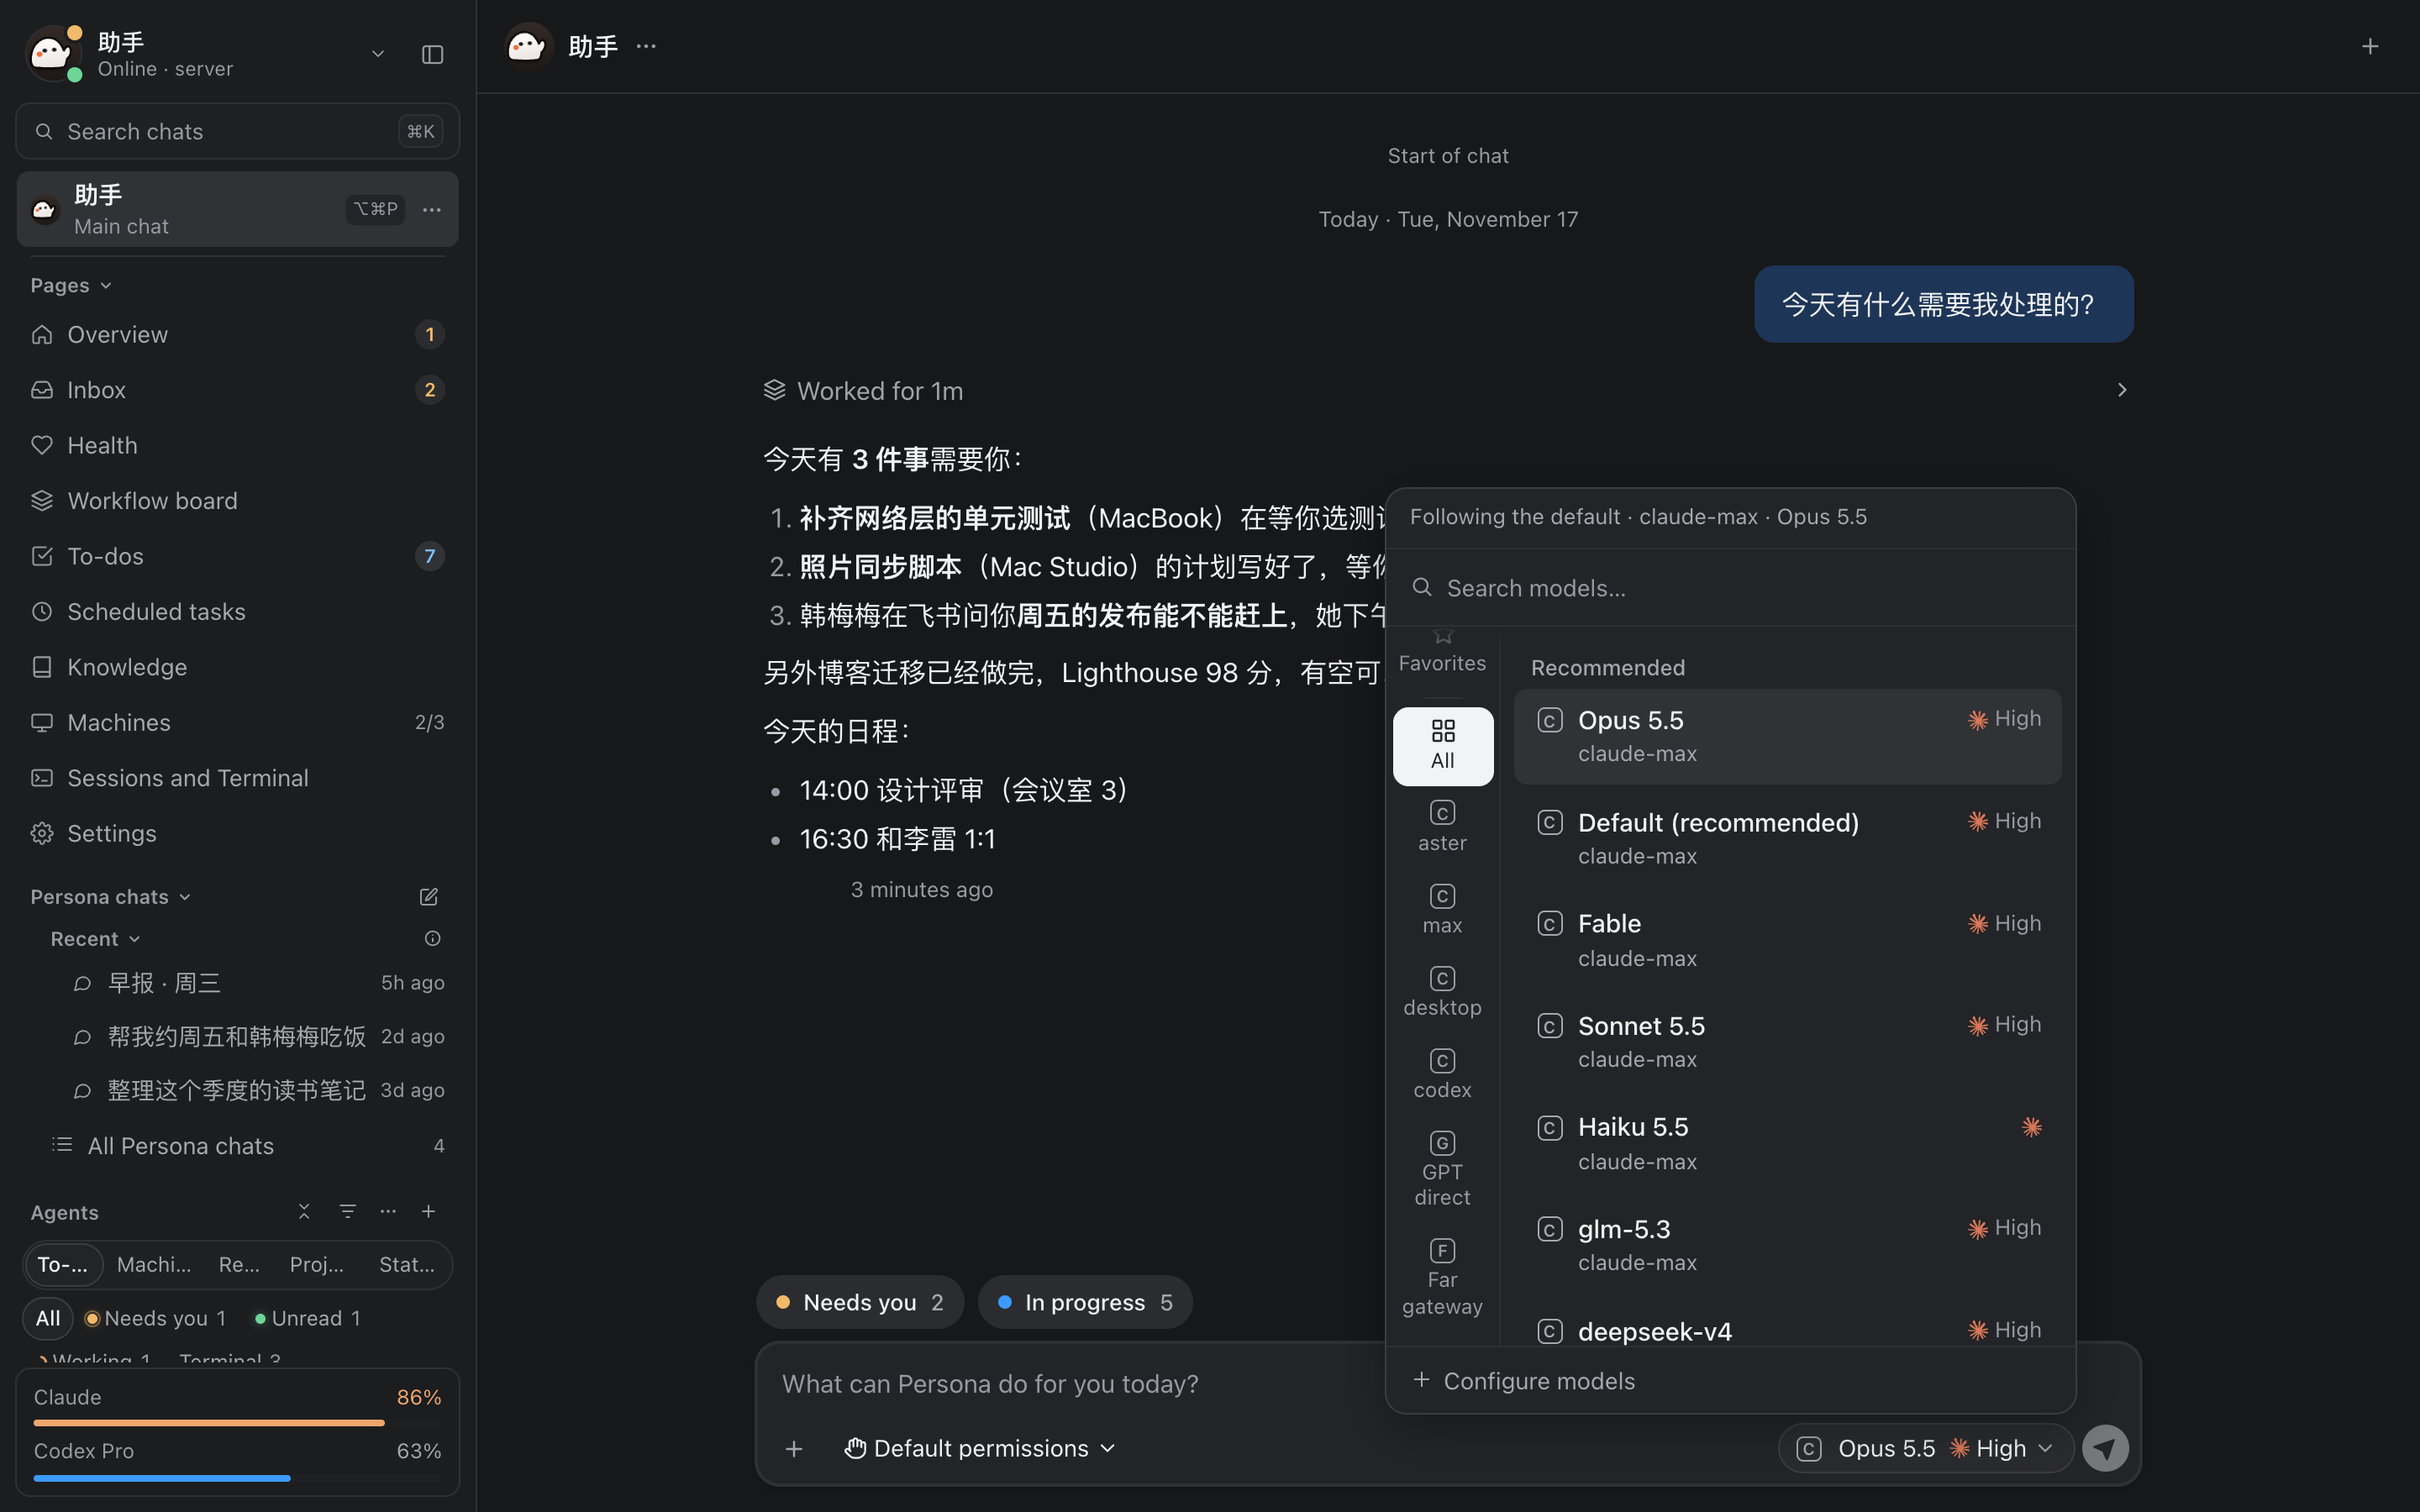 助手
Online · server
Search chats
⌘K
助手
Main chat
⌥⌘P
Pages
Overview
1
Inbox
2
Health
Workflow board
To-dos
7
Scheduled tasks
Knowledge
Machines
2/3
Sessions and Terminal
Settings
Persona chats
Recent
早报 · 周三
5h ago
帮我约周五和韩梅梅吃饭
2d ago
整理这个季度的读书笔记
3d ago
All Persona chats
4
Agents
To-...
Machi...
Re...
Proj...
Stat...
All
Needs you 1
Unread 1
Working 1
Terminal 3
Claude
86%
Codex Pro
63%
助手
Start of chat
Today · Tue, November 17
今天有什么需要我处理的?
Worked for 1m
今天有 3 件事需要你：
1. 补齐网络层的单元测试（MacBook）在等你选测
2. 照片同步脚本（Mac Studio）的计划写好了，等
3. 韩梅梅在飞书问你周五的发布能不能赶上，她下午
另外博客迁移已经做完，Lighthouse 98 分，有空可
今天的日程：
14:00 设计评审（会议室 3）
16:30 和李雷 1:1
3 minutes ago
Needs you 2
In progress 5
What can Persona do for you today?
Default permissions
C Opus 5.5 High
Following the default · claude-max · Opus 5.5
Search models...
Favorites
All
C
aster
C
max
C
desktop
C
codex
G
GPT
direct
F
Far
gateway
Recommended
C Opus 5.5
High
claude-max
C Default (recommended)
High
claude-max
C Fable
High
claude-max
C Sonnet 5.5
High
claude-max
C Haiku 5.5
claude-max
C glm-5.3
High
claude-max
C deepseek-v4
High
Configure models